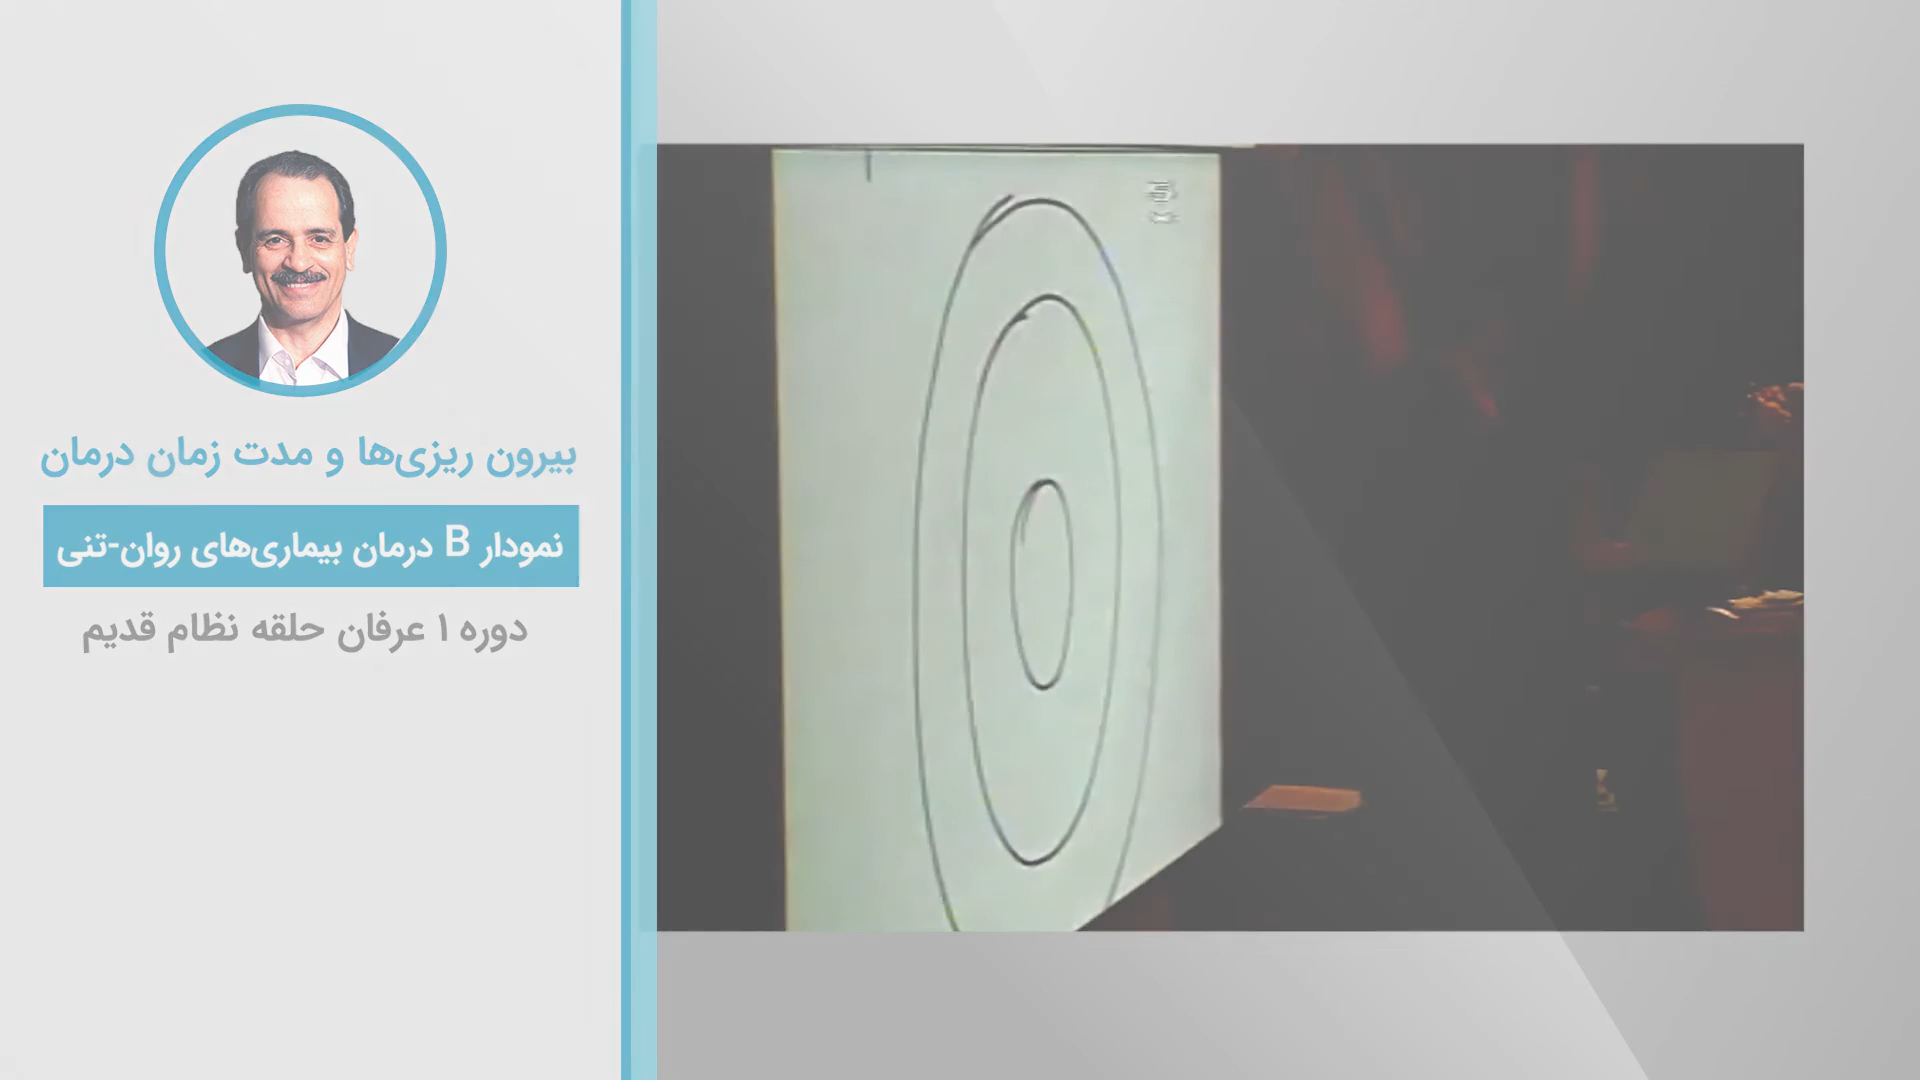 بیرون ریزی‌ها و مدت زمان درمان
نمودار B درمان بیماری‌های روان-تنی
دوره ۱ عرفان حلقه نظام قدیم